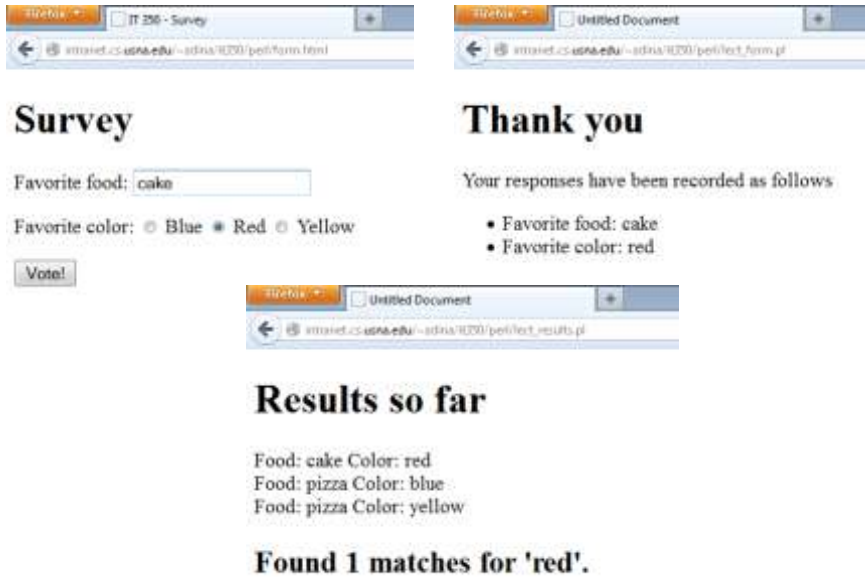 Firefox
IT 350 - Survey
intranet.cs.usna.edu/~adina/it350/perl/form.html
Survey
Favorite food: cake
Favorite color: Blue Red Yellow
Vote!
Firefox
Untitled Document
intranet.cs.usna.edu/~adina/it350/perl/lect_form.pl
Thank you
Your responses have been recorded as follows
• Favorite food: cake
• Favorite color: red
Firefox
Untitled Document
intranet.cs.usna.edu/~adina/it350/perl/lect_results.pl
Results so far
Food: cake Color: red
Food: pizza Color: blue
Food: pizza Color: yellow
Found 1 matches for 'red'.